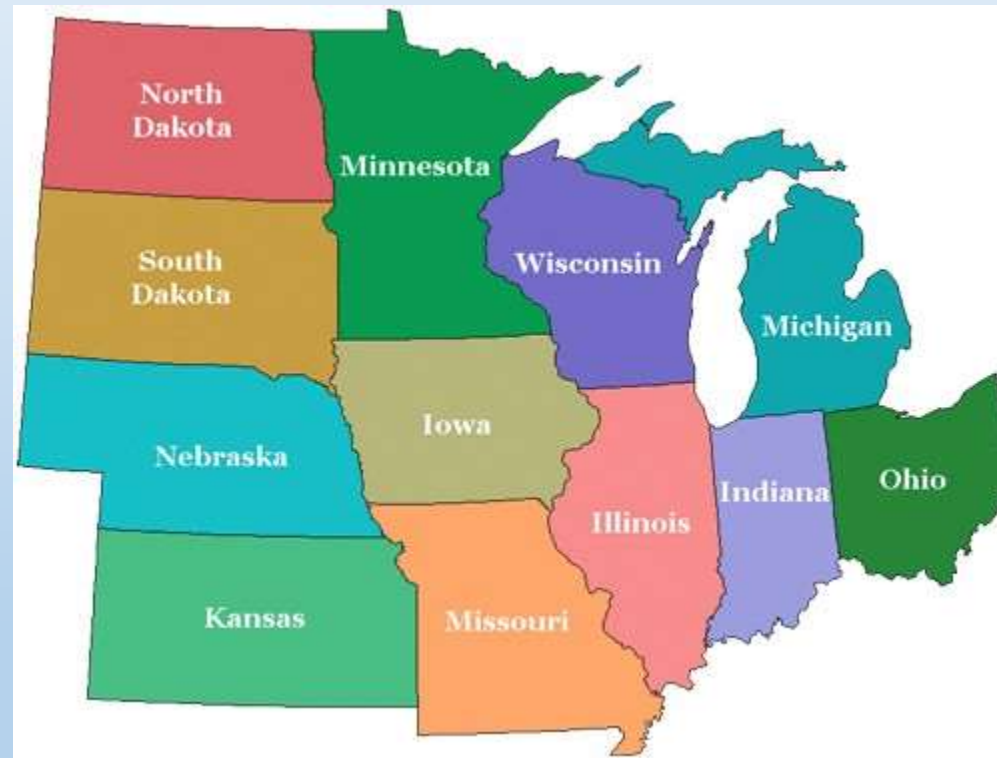 North
Dakota
Minnesota
South
Dakota
Wisconsin
Michigan
Iowa
Nebraska
Ohio
Indiana
Illinois
Kansas
Missouri